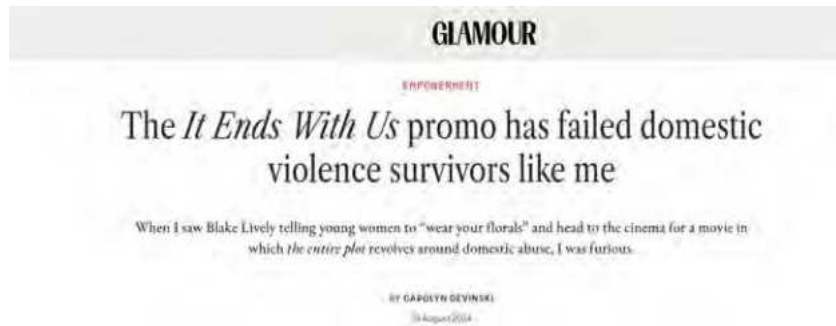 GLAMOUR
EMPOWERMENT
The It Ends With Us promo has failed domestic
violence survivors like me
When I saw Blake Lively telling young women to "wear your florals" and head to the cinema for a movie in
which the entire plot revolves around domestic abuse, I was furious.
BY CAROLYN DEVINSKI
August 2024